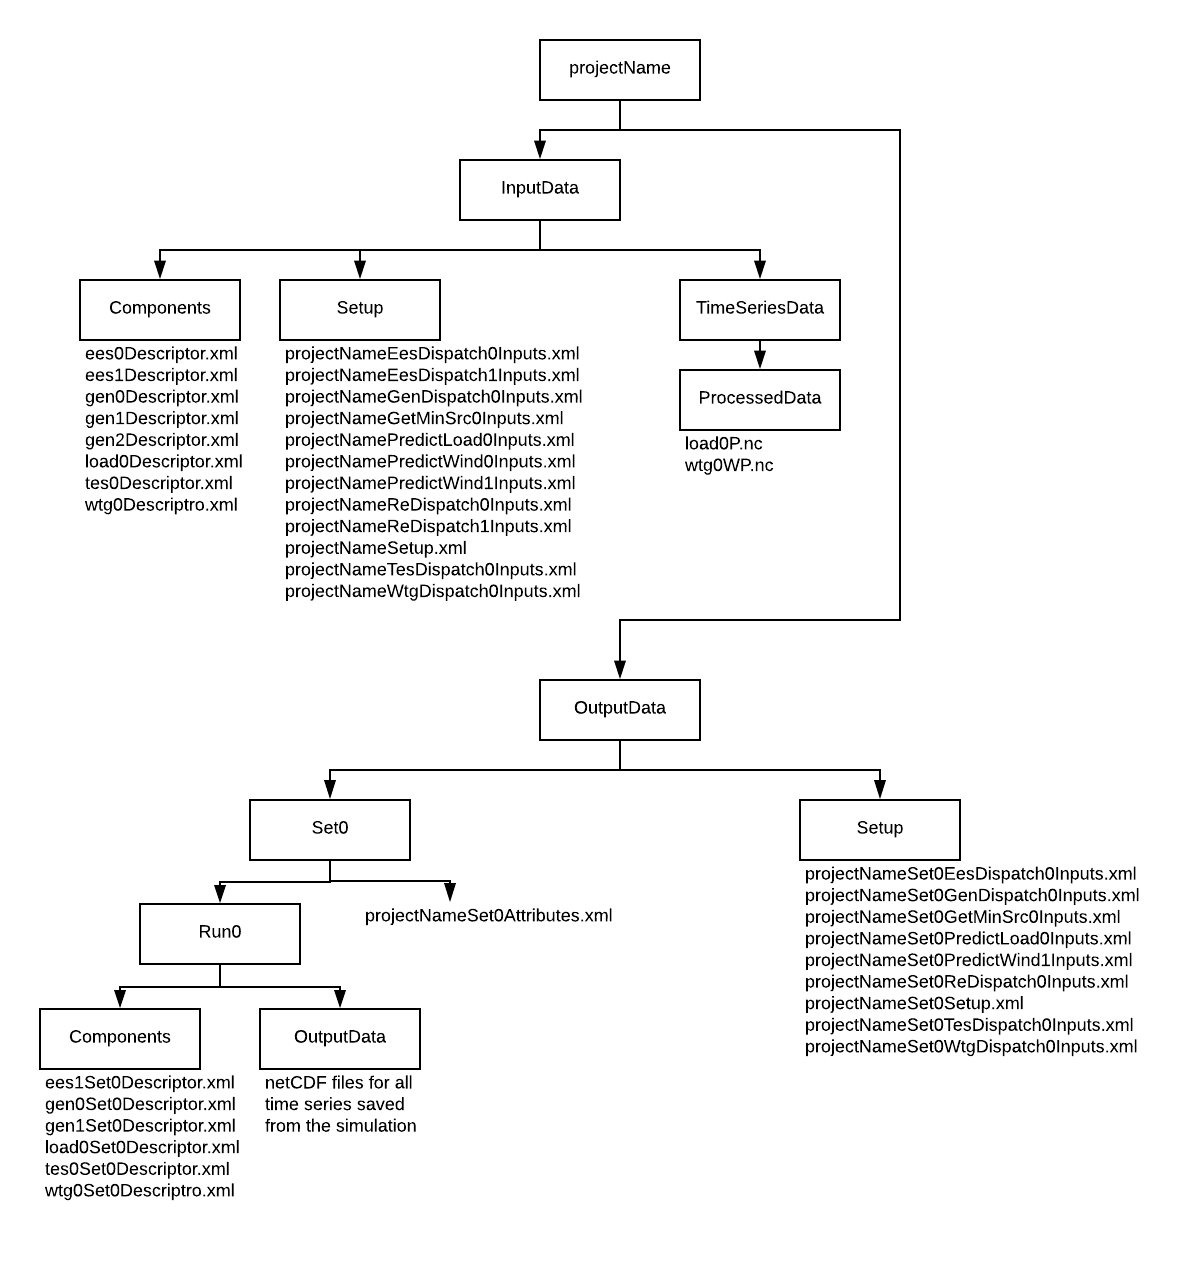 projectName
InputData
Components
ees0Descriptor.xml
ees1Descriptor.xml
gen0Descriptor.xml
gen1Descriptor.xml
gen2Descriptor.xml
load0Descriptor.xml
tes0Descriptor.xml
wtg0Descriptro.xml
Setup
projectNameEesDispatch0Inputs.xml
projectNameEesDispatch1Inputs.xml
projectNameGenDispatch0Inputs.xml
projectNameGetMinSrc0Inputs.xml
projectNamePredictLoad0Inputs.xml
projectNamePredictWind0Inputs.xml
projectNamePredictWind1Inputs.xml
projectNameReDispatch0Inputs.xml
projectNameReDispatch1Inputs.xml
projectNameSetup.xml
projectNameTesDispatch0Inputs.xml
projectNameWtgDispatch0Inputs.xml
TimeSeriesData
ProcessedData
load0P.nc
wtg0WP.nc
OutputData
Set0
projectNameSet0Attributes.xml
Run0
Components
ees1Set0Descriptor.xml
gen0Set0Descriptor.xml
gen1Set0Descriptor.xml
load0Set0Descriptor.xml
tes0Set0Descriptor.xml
wtg0Set0Descriptro.xml
OutputData
netCDF files for all
time series saved
from the simulation
Setup
projectNameSet0EesDispatch0Inputs.xml
projectNameSet0GenDispatch0Inputs.xml
projectNameSet0GetMinSrc0Inputs.xml
projectNameSet0PredictLoad0Inputs.xml
projectNameSet0PredictWind1Inputs.xml
projectNameSet0ReDispatch0Inputs.xml
projectNameSet0Setup.xml
projectNameSet0TesDispatch0Inputs.xml
projectNameSet0WtgDispatch0Inputs.xml